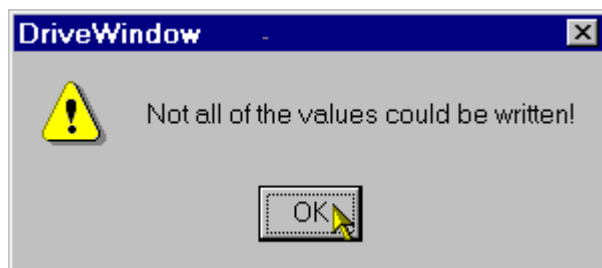 DriveWindow -
Not all of the values could be written!
OK